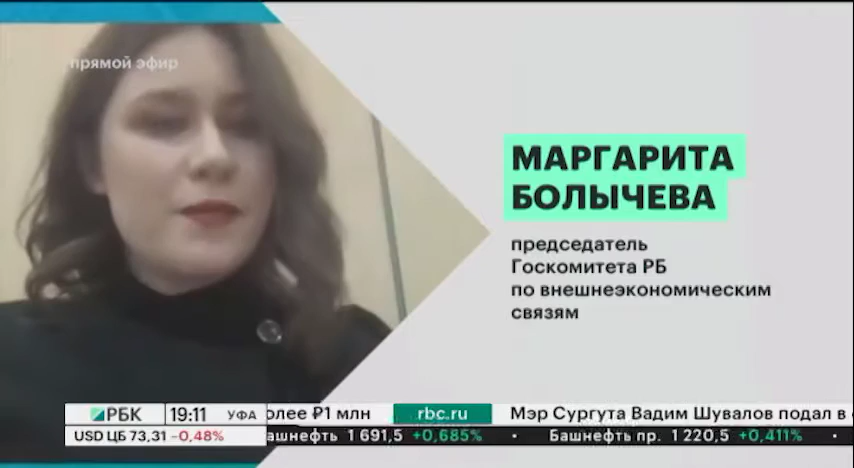 прямой эфир
МАРГАРИТА
БОЛЫЧЕВА
председатель
Госкомитета РБ
по внешнеэкономическим
связям
РБК 19:11 УФА олее ₽1 млн rbc.ru Мэр Сургута Вадим Шувалов подал в
USD ЦБ 73,31 -0,48% ашнефть 1 691,5 +0,685% · Башнефть пр. 1 220,5 +0,411% ·